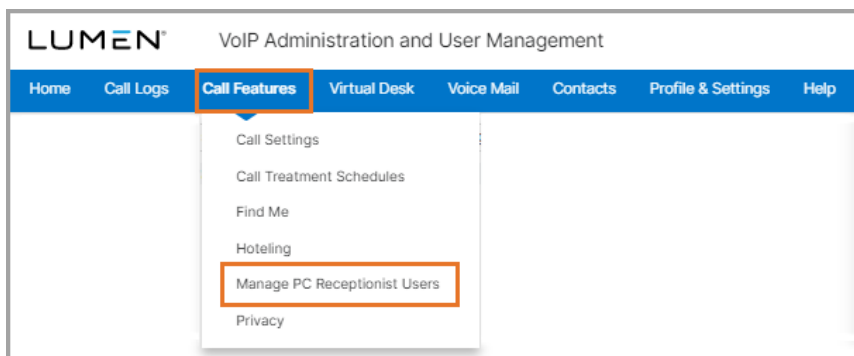 LUMEN® VoIP Administration and User Management
Home Call Logs Call Features Virtual Desk Voice Mail Contacts Profile & Settings Help
Call Settings
Call Treatment Schedules
Find Me
Hoteling
Manage PC Receptionist Users
Privacy